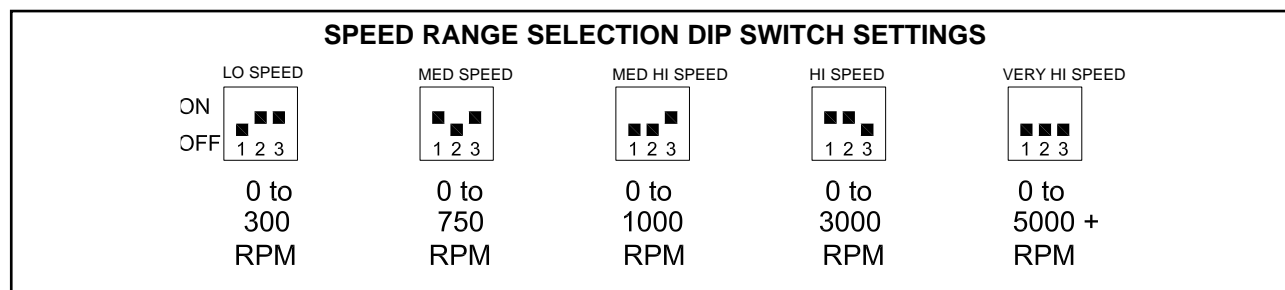 SPEED RANGE SELECTION DIP SWITCH SETTINGS
LO SPEED MED SPEED MED HI SPEED HI SPEED VERY HI SPEED
ON
OFF
1 2 3 1 2 3 1 2 3 1 2 3 1 2 3
0 to 0 to 0 to 0 to 0 to
300 750 1000 3000 5000 +
RPM RPM RPM RPM RPM